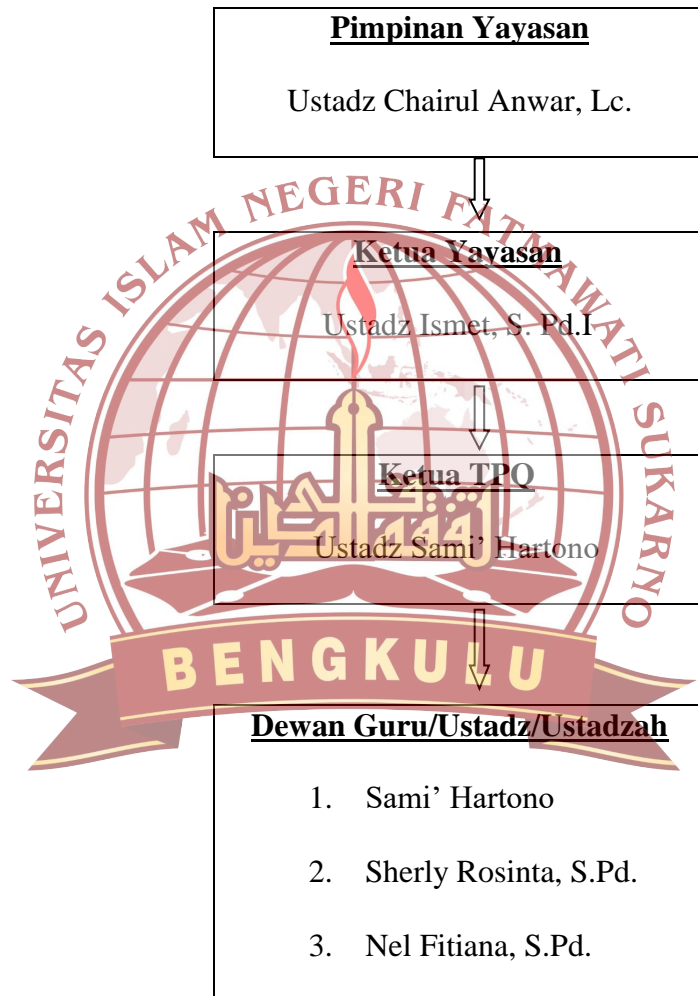 Pimpinan Yayasan
Ustadz Chairul Anwar, Lc.
UNIVERSITAS ISLAM NEGERI FATMAWATI SUKARNO
Ketua Yayasan
Ustadz Ismet, S. Pd.I
Ketua TPQ
Ustadz Sami’ Hartono
BENGKULU
Dewan Guru/Ustadz/Ustadzah
1. Sami’ Hartono
2. Sherly Rosinta, S.Pd.
3. Nel Fitiana, S.Pd.